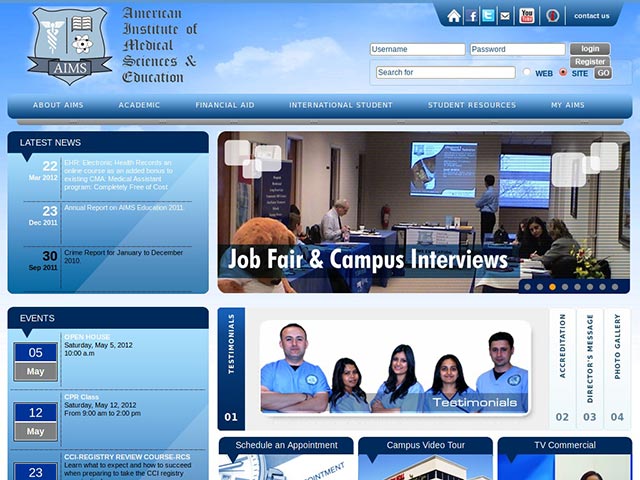 American
Institute of
Medical
Sciences &
Education
AIMS
You
Tube
contact us
Username
Password
login
Register
Search for
WEB
SITE
GO
ABOUT AIMS
ACADEMIC
FINANCIAL AID
INTERNATIONAL STUDENT
STUDENT RESOURCES
MY AIMS
LATEST NEWS
22
Mar 2012
EHR: Electronic Health Records an
online course as an added bonus to
existing CMA, Medical Assistant
program: Completely Free of Cost
23
Dec 2011
Annual Report on AIMS Education 2011.
30
Sep 2011
Crime Report for January to December
2010.
Job Fair & Campus Interviews
EVENTS
05
May
OPEN HOUSE
Saturday, May 5, 2012
10:00 a.m
12
May
CPR Class
Saturday, May 12, 2012
From 9:00 am to 2:00 pm
23
CCI-REGISTRY REVIEW COURSE-RCS
Learn what to expect and how to succeed
when preparing to take the CCI registry
TESTIMONIALS
01
Testimonials
ACCREDITATION
02
DIRECTOR'S MESSAGE
03
PHOTO GALLERY
04
Schedule an Appointment
Campus Video Tour
TV Commercial